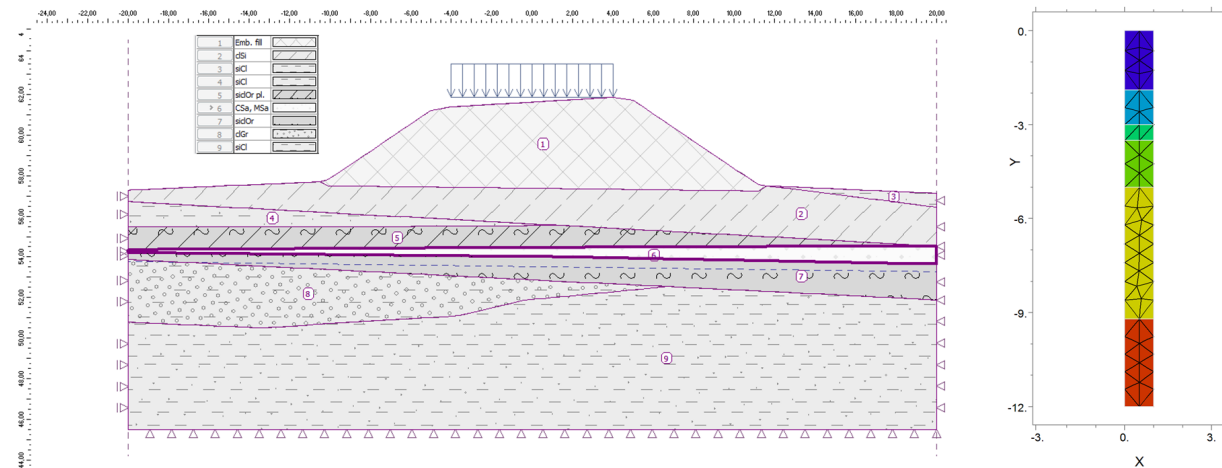 -24,00 -22,00 -20,00 -18,00 -16,00 -14,00 -12,00 -10,00 -8,00 -6,00 -4,00 -2,00 0,00 2,00 4,00 6,00 8,00 10,00 12,00 14,00 16,00 18,00 20,00
64
62,00
60,00
58,00
56,00
54,00
52,00
50,00
48,00
46,00
44,00
1 Emb. fill
2 clSi
3 siCl
4 siCl
5 siclOr pl.
6 CSa, MSa
7 siclOr
8 clGr
9 siCl
1
2
3
4
5
6
7
8
9
0.
-3.
-6.
-9.
-12.
Y
-3. 0. 3.
X